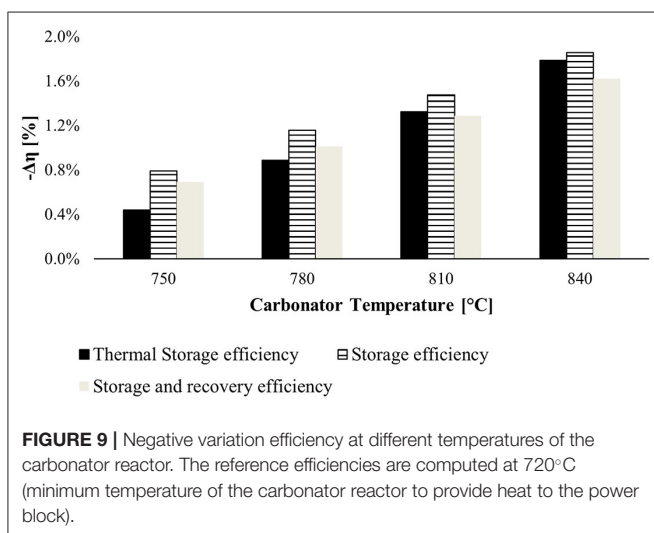 2.0%
1.6%
1.2%
0.8%
0.4%
0.0%
-Δη [%]
750 780 810 840
Carbonator Temperature [°C]
Thermal Storage efficiency Storage efficiency
Storage and recovery efficiency
FIGURE 9 | Negative variation efficiency at different temperatures of the
carbonator reactor. The reference efficiencies are computed at 720°C
(minimum temperature of the carbonator reactor to provide heat to the power
block).